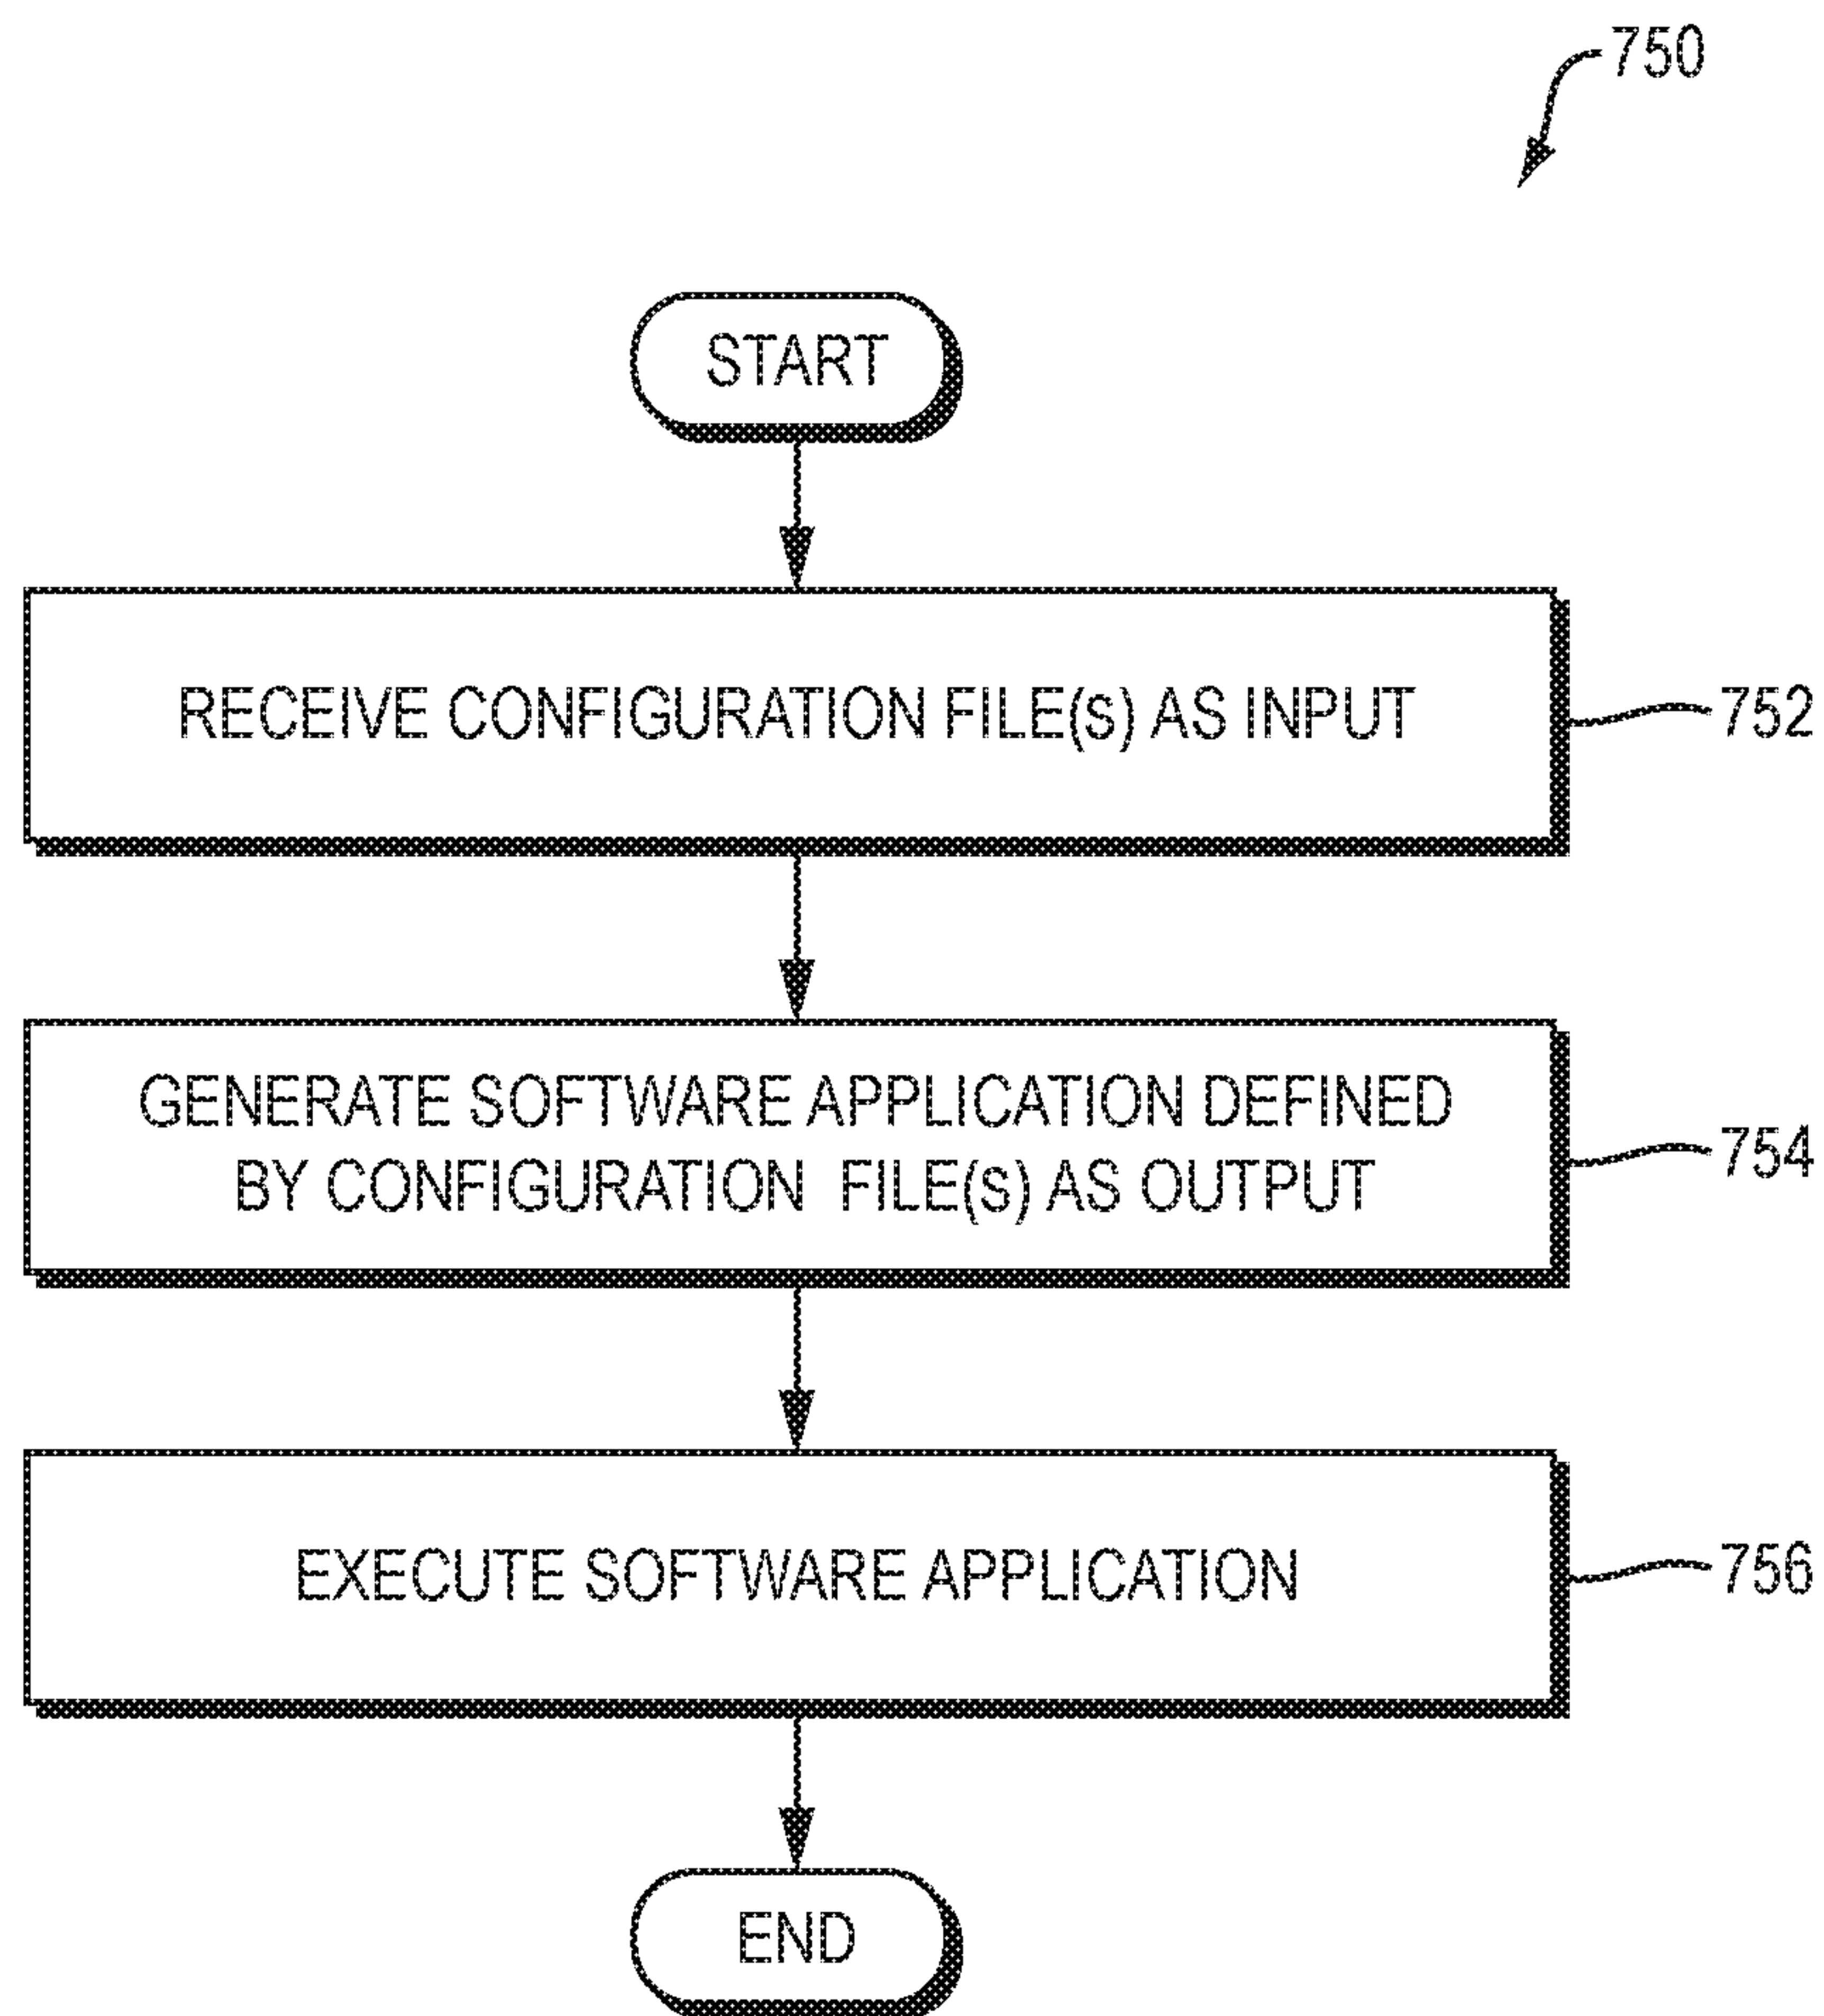 750
START
RECEIVE CONFIGURATION FILE(s) AS INPUT
752
GENERATE SOFTWARE APPLICATION DEFINED
BY CONFIGURATION FILE(s) AS OUTPUT
754
EXECUTE SOFTWARE APPLICATION
756
END